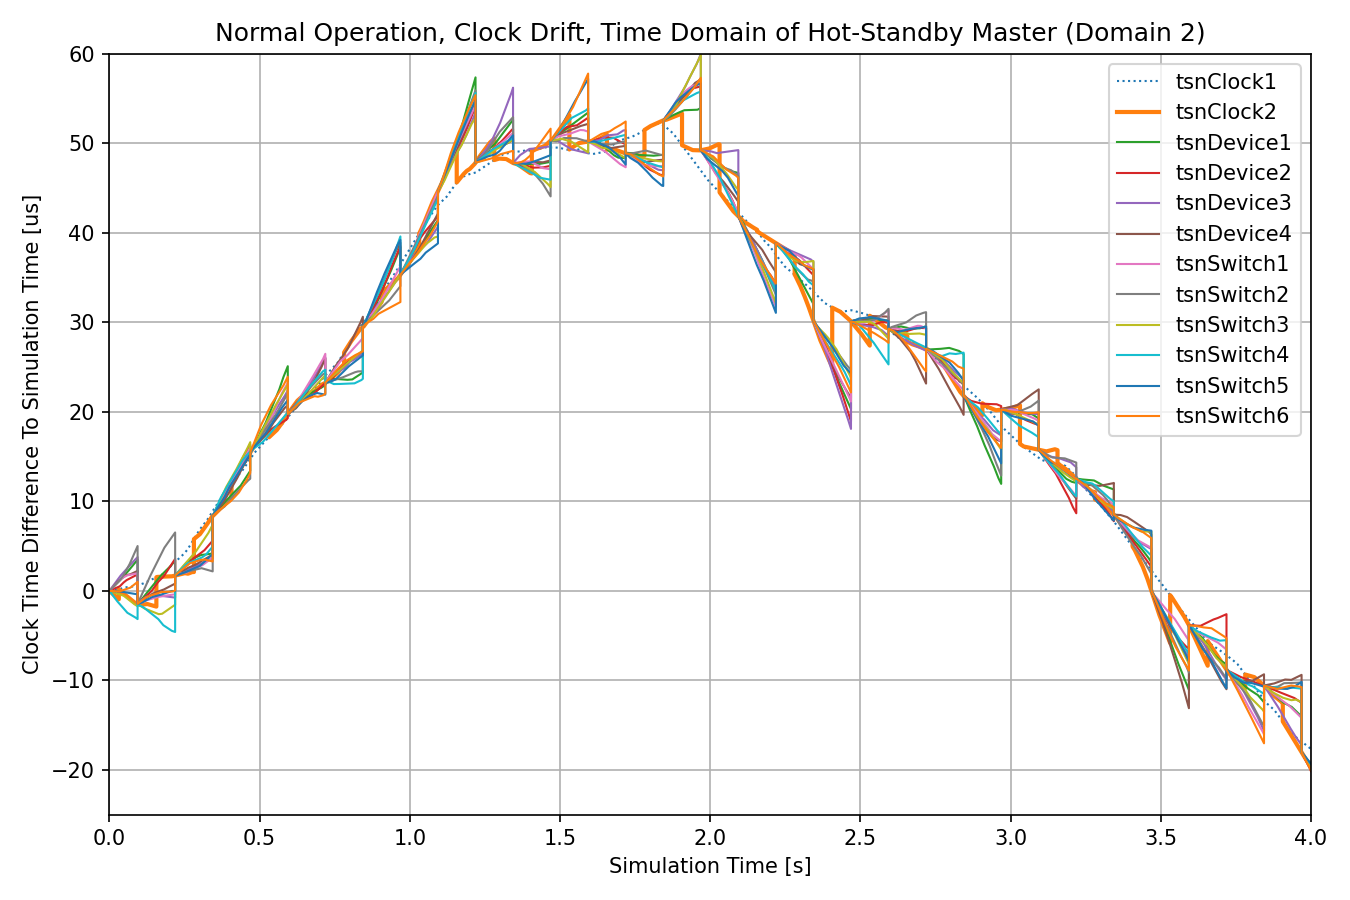 Normal Operation, Clock Drift, Time Domain of Hot-Standby Master (Domain 2)
Clock Time Difference To Simulation Time [us]
60
50
40
30
20
10
0
−10
−20
tsnClock1
tsnClock2
tsnDevice1
tsnDevice2
tsnDevice3
tsnDevice4
tsnSwitch1
tsnSwitch2
tsnSwitch3
tsnSwitch4
tsnSwitch5
tsnSwitch6
0.0 0.5 1.0 1.5 2.0 2.5 3.0 3.5 4.0
Simulation Time [s]